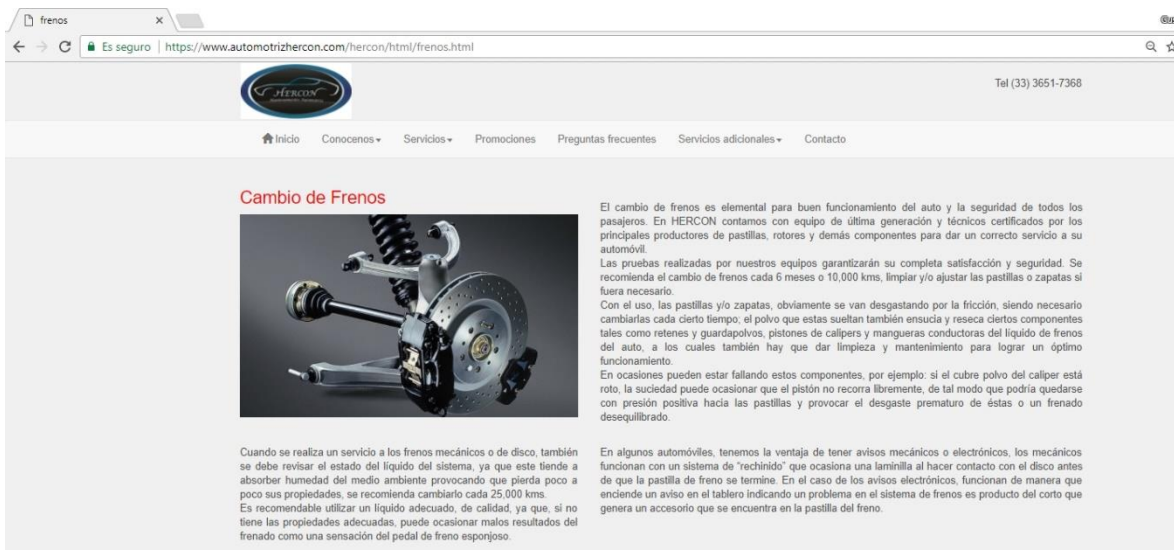 frenos
Es seguro
https://www.automotrizhercon.com/hercon/html/frenos.html
HERCON
Tel (33) 3651-7368
Inicio Conocenos Servicios Promociones Preguntas frecuentes Servicios adicionales Contacto
Cambio de Frenos
El cambio de frenos es elemental para buen funcionamiento del auto y la seguridad de todos los
pasajeros. En HERCON contamos con equipo de última generación y técnicos certificados por los
principales productores de pastillas, rotores y demás componentes para dar un correcto servicio a su
automóvil.
Las pruebas realizadas por nuestros equipos garantizarán su completa satisfacción y seguridad. Se
recomienda el cambio de frenos cada 6 meses o 10,000 kms, limpiar y/o ajustar las pastillas o zapatas si
fuera necesario.
Con el uso, las pastillas y/o zapatas, obviamente se van desgastando por la fricción, siendo necesario
cambiarlas cada cierto tiempo; el polvo que estas sueltan también ensucia y reseca ciertos componentes
tales como retenes y guardapolvos, pistones de calipers y mangueras conductoras del líquido de frenos
del auto, a los cuales también hay que dar limpieza y mantenimiento para lograr un óptimo
funcionamiento.
En ocasiones pueden estar fallando estos componentes, por ejemplo: si el cubre polvo del caliper está
roto, la suciedad puede ocasionar que el pistón no recorra libremente, de tal modo que podría quedarse
con presión positiva hacia las pastillas y provocar el desgaste prematuro de éstas o un frenado
desequilibrado.
Cuando se realiza un servicio a los frenos mecánicos o de disco, también
se debe revisar el estado del líquido del sistema, ya que este tiende a
absorber humedad del medio ambiente provocando que pierda poco a
poco sus propiedades, se recomienda cambiarlo cada 25,000 kms.
Es recomendable utilizar un líquido adecuado, de calidad, ya que, si no
tiene las propiedades adecuadas, puede ocasionar malos resultados del
frenado como una sensación del pedal de freno esponjoso.
En algunos automóviles, tenemos la ventaja de tener avisos mecánicos o electrónicos, los mecánicos
funcionan con un sistema de “rechinido” que ocasiona una laminilla al hacer contacto con el disco antes
de que la pastilla de freno se termine. En el caso de los avisos electrónicos, funcionan de manera que
enciende un aviso en el tablero indicando un problema en el sistema de frenos es producto del corto que
genera un accesorio que se encuentra en la pastilla del freno.